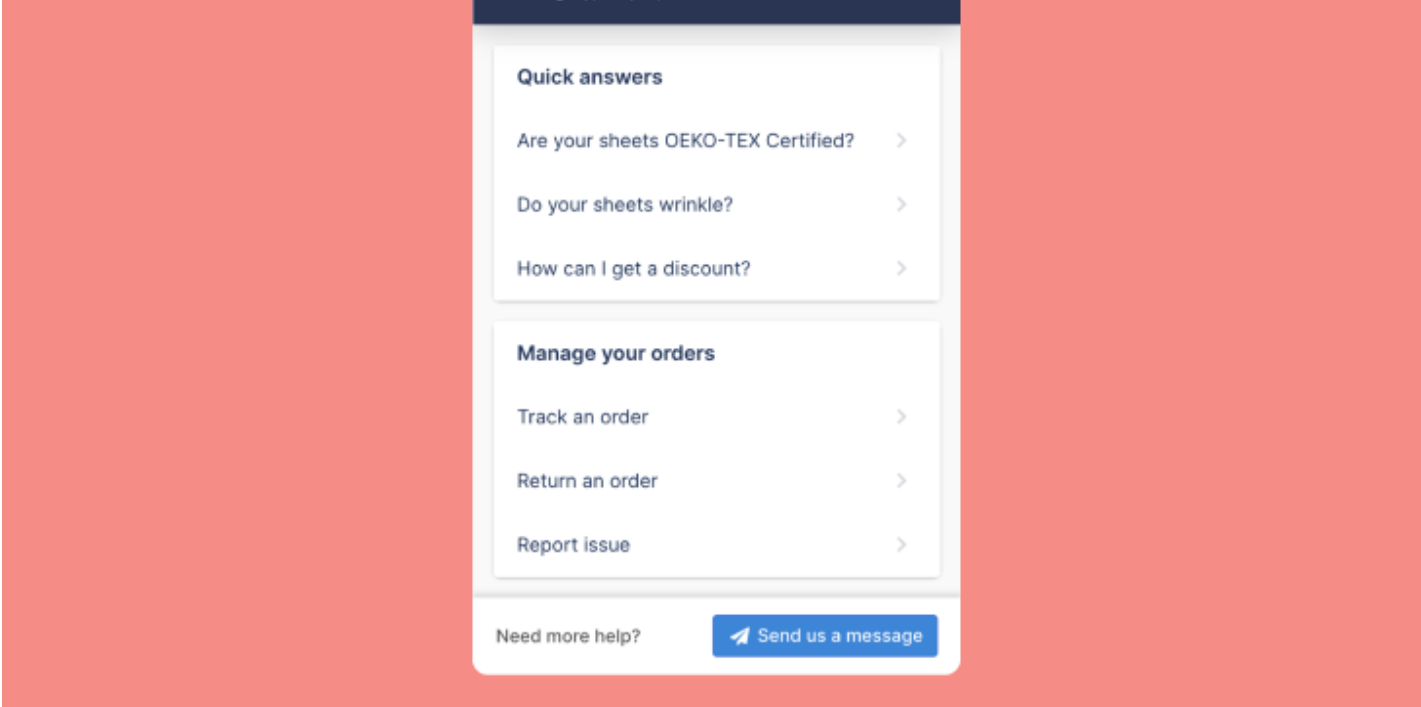 Quick answers
Are your sheets OEKO-TEX Certified?
Do your sheets wrinkle?
How can I get a discount?
Manage your orders
Track an order
Return an order
Report issue
Need more help?
Send us a message